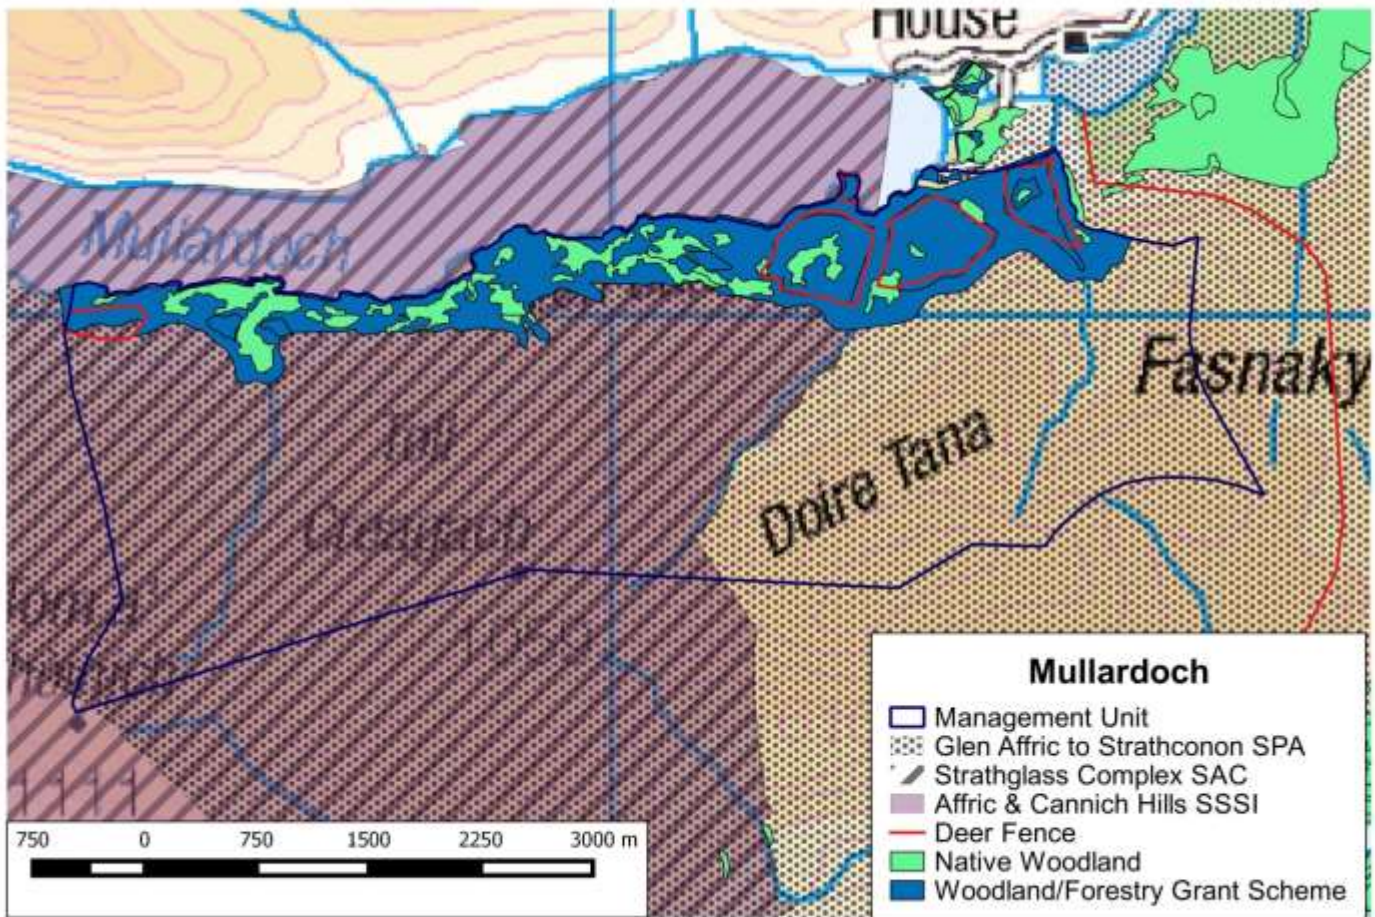 House
Mullardoch
Fasnaky
Doire Tana
Mullardoch
Management Unit
Glen Affric to Strathconon SPA
Strathglass Complex SAC
Affric & Cannich Hills SSSI
Deer Fence
Native Woodland
Woodland/Forestry Grant Scheme
750 0 750 1500 2250 3000 m